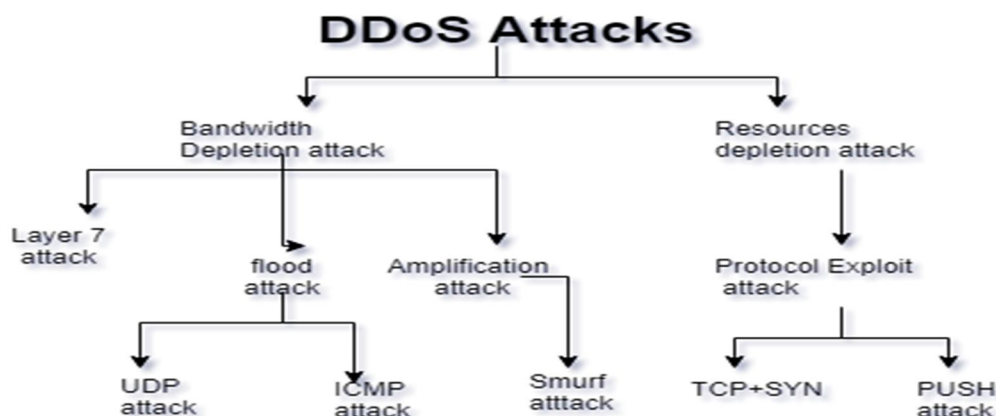 DDoS Attacks
Bandwidth
Depletion attack
Resources
depletion attack
Layer 7
attack
flood
attack
Amplification
attack
Protocol Exploit
attack
UDP
attack
ICMP
attack
Smurf
atttack
TCP+SYN
PUSH
attack